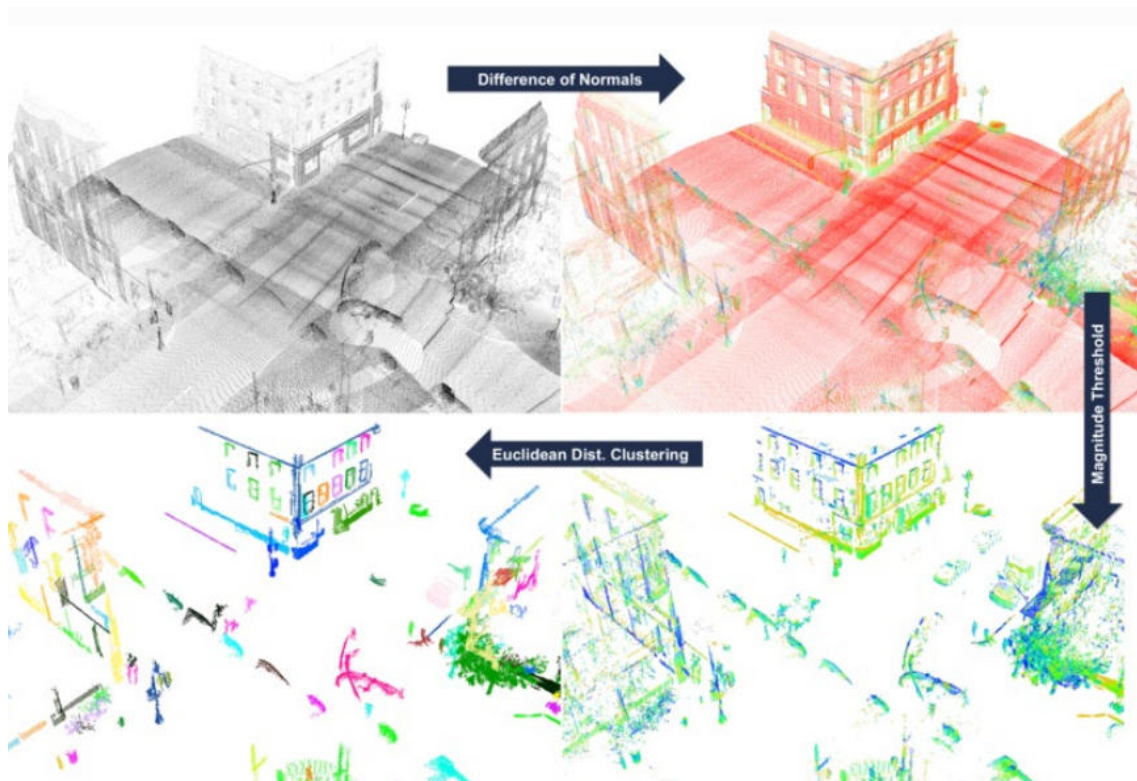 Difference of Normals
Magnitude Threshold
Euclidean Dist. Clustering